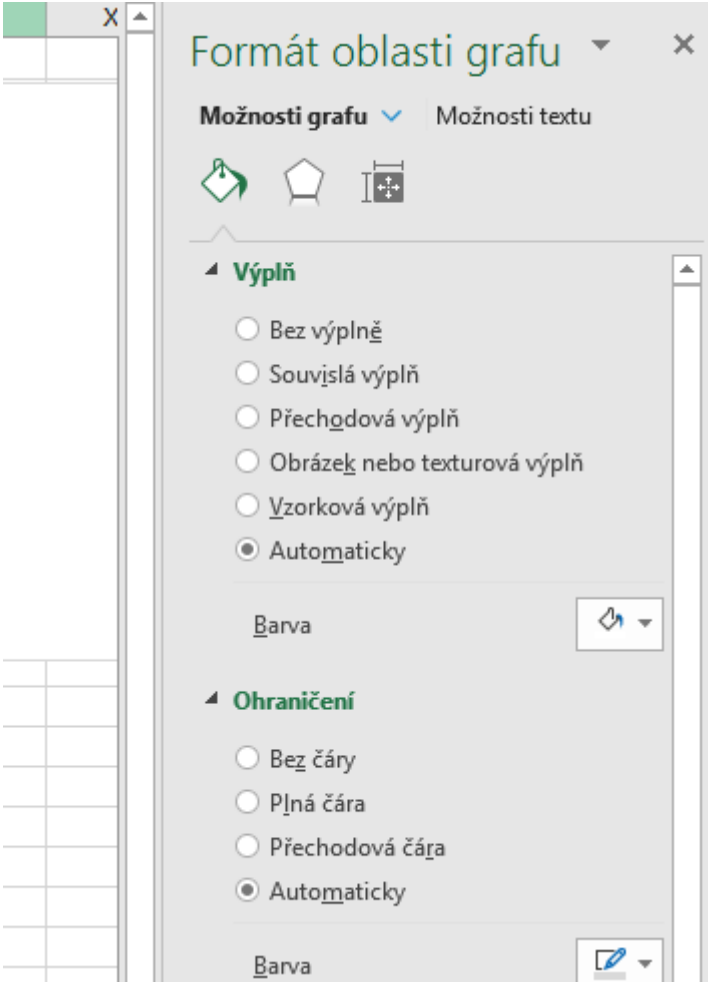 X
Formát oblasti grafu
Možnosti grafu Možnosti textu
Výplň
Bez výplně
Souvislá výplň
Přechodová výplň
Obrázek nebo texturová výplň
Vzorková výplň
Automaticky
Barva
Ohraničení
Bez čáry
Plná čára
Přechodová čára
Automaticky
Barva